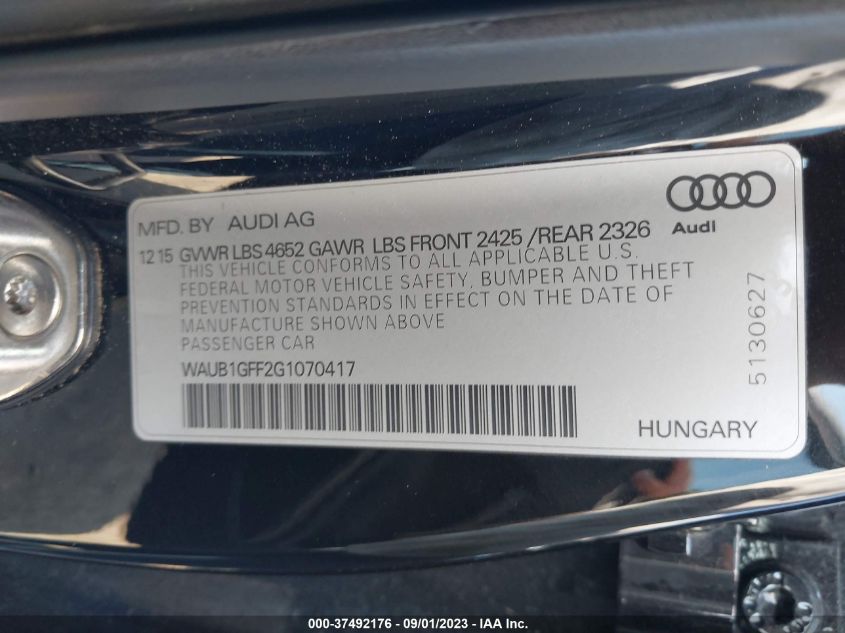 MFD. BY AUDI AG
Audi
12 15 GVWR LBS 4652 GAWR LBS FRONT 2425 /REAR 2326
THIS VEHICLE CONFORMS TO ALL APPLICABLE U.S.
FEDERAL MOTOR VEHICLE SAFETY, BUMPER AND THEFT
PREVENTION STANDARDS IN EFFECT ON THE DATE OF
MANUFACTURE SHOWN ABOVE
PASSENGER CAR
WAUB1GFF2G1070417
5130627
HUNGARY
000-37492176 - 09/01/2023 - IAA Inc.